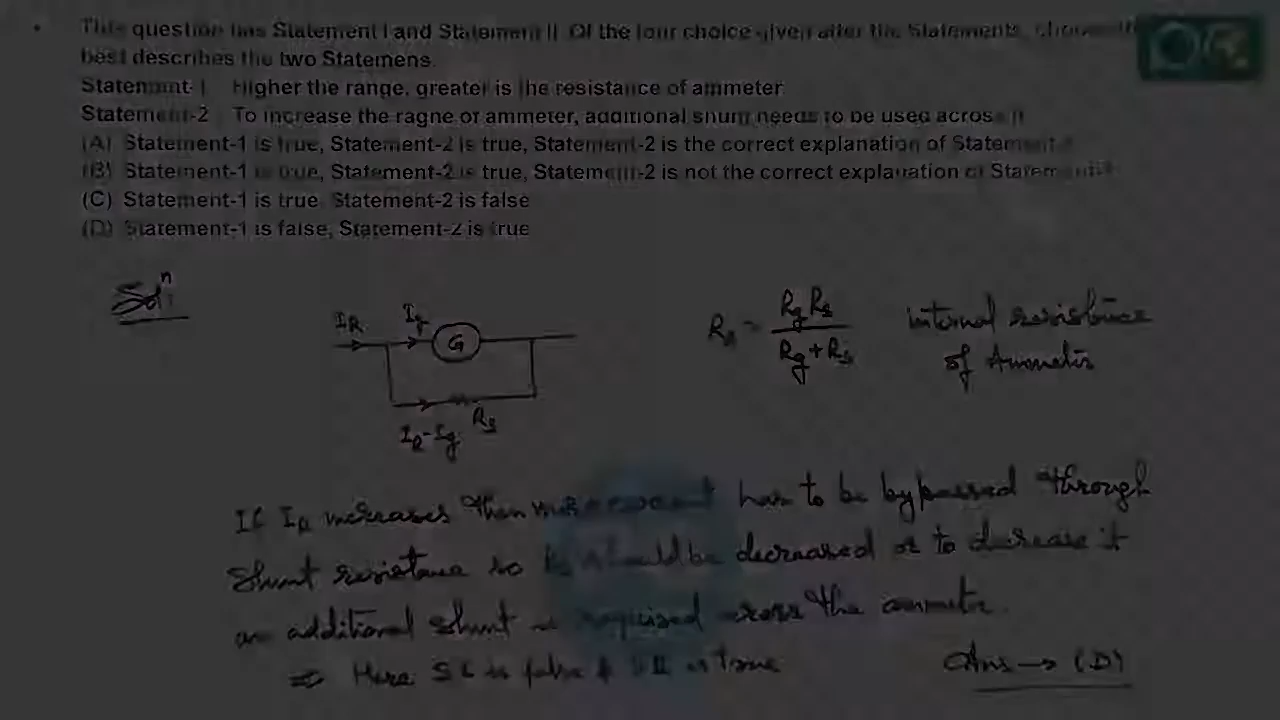 This question has Statement I and Statement II. Of the four choice given after the Statements, choose the
best describes the two Statemens.
Statement-1 Higher the range, greater is the resistance of ammeter
Statement-2 To increase the ragne of ammeter, additional shunt needs to be used across it
(A) Statement-1 is true, Statement-2 is true, Statement-2 is the correct explanation of Statement-1
(B) Statement-1 is true, Statement-2 is true, Statement-2 is not the correct explanation of Statement-1
(C) Statement-1 is true, Statement-2 is false
(D) Statement-1 is false, Statement-2 is true
Solⁿ
I_R I_g G
R_A = R_g R_s / R_g + R_s internal resistance of Ammeter
R_s
I_R - I_g
If I_R increases then more current has to be bypassed through
shunt resistance so R_s should be decreased or to decrease it
an additional shunt is required across the ammeter.
⇒ Here S I is false & S II is true Ans → (D)